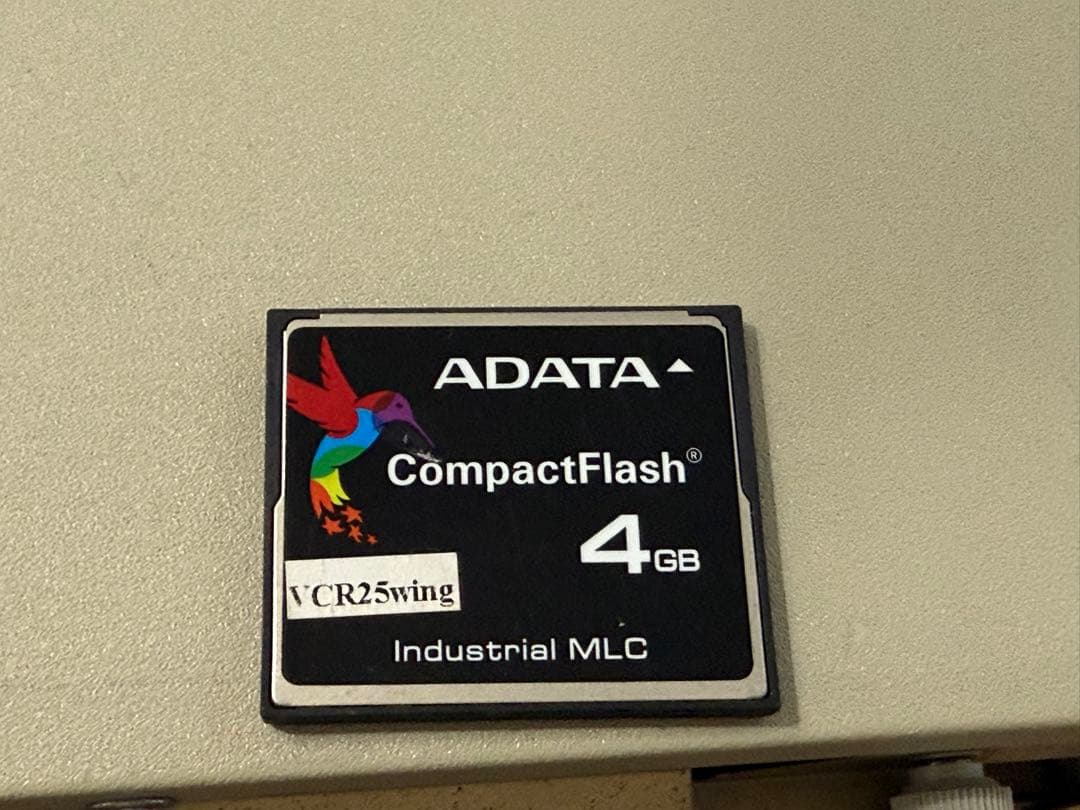 ADATA
CompactFlash®
4GB
VCR25wing
Industrial MLC